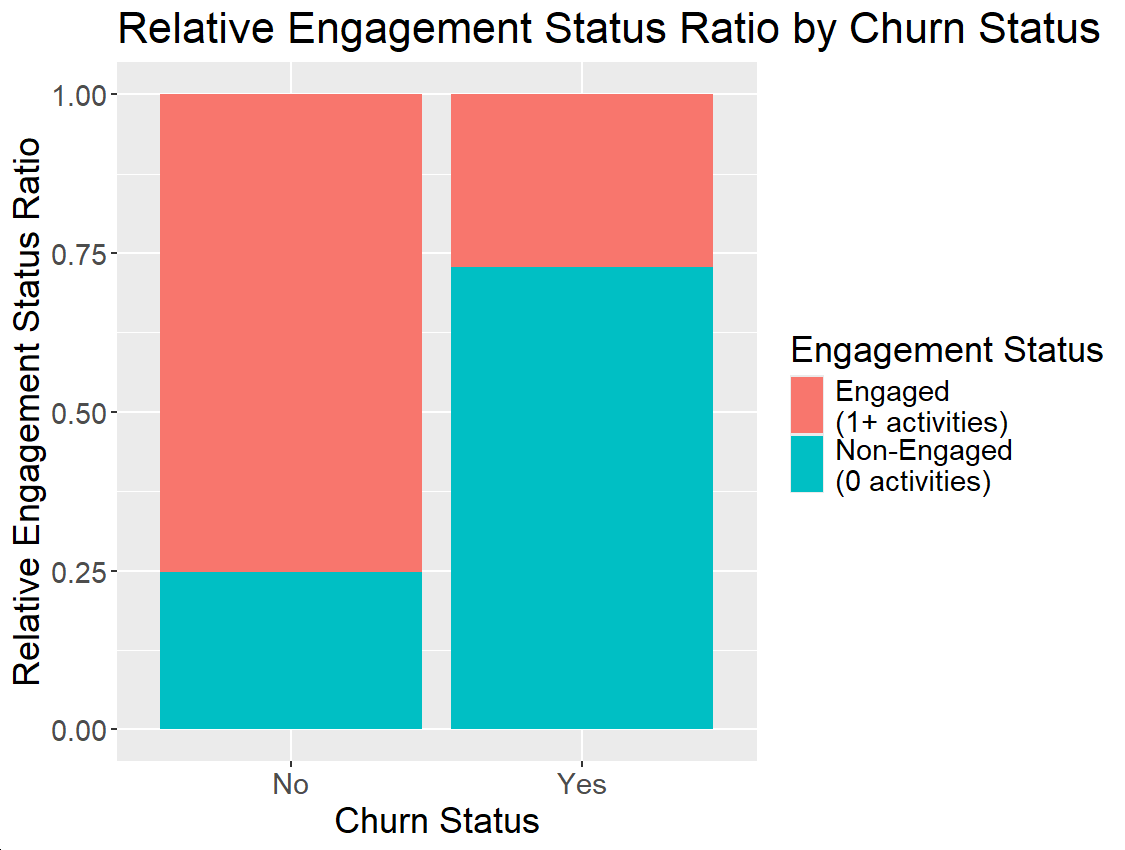 Relative Engagement Status Ratio by Churn Status
Relative Engagement Status Ratio
1.00
0.75
0.50
0.25
0.00
No
Yes
Churn Status
Engagement Status
Engaged
(1+ activities)
Non-Engaged
(0 activities)